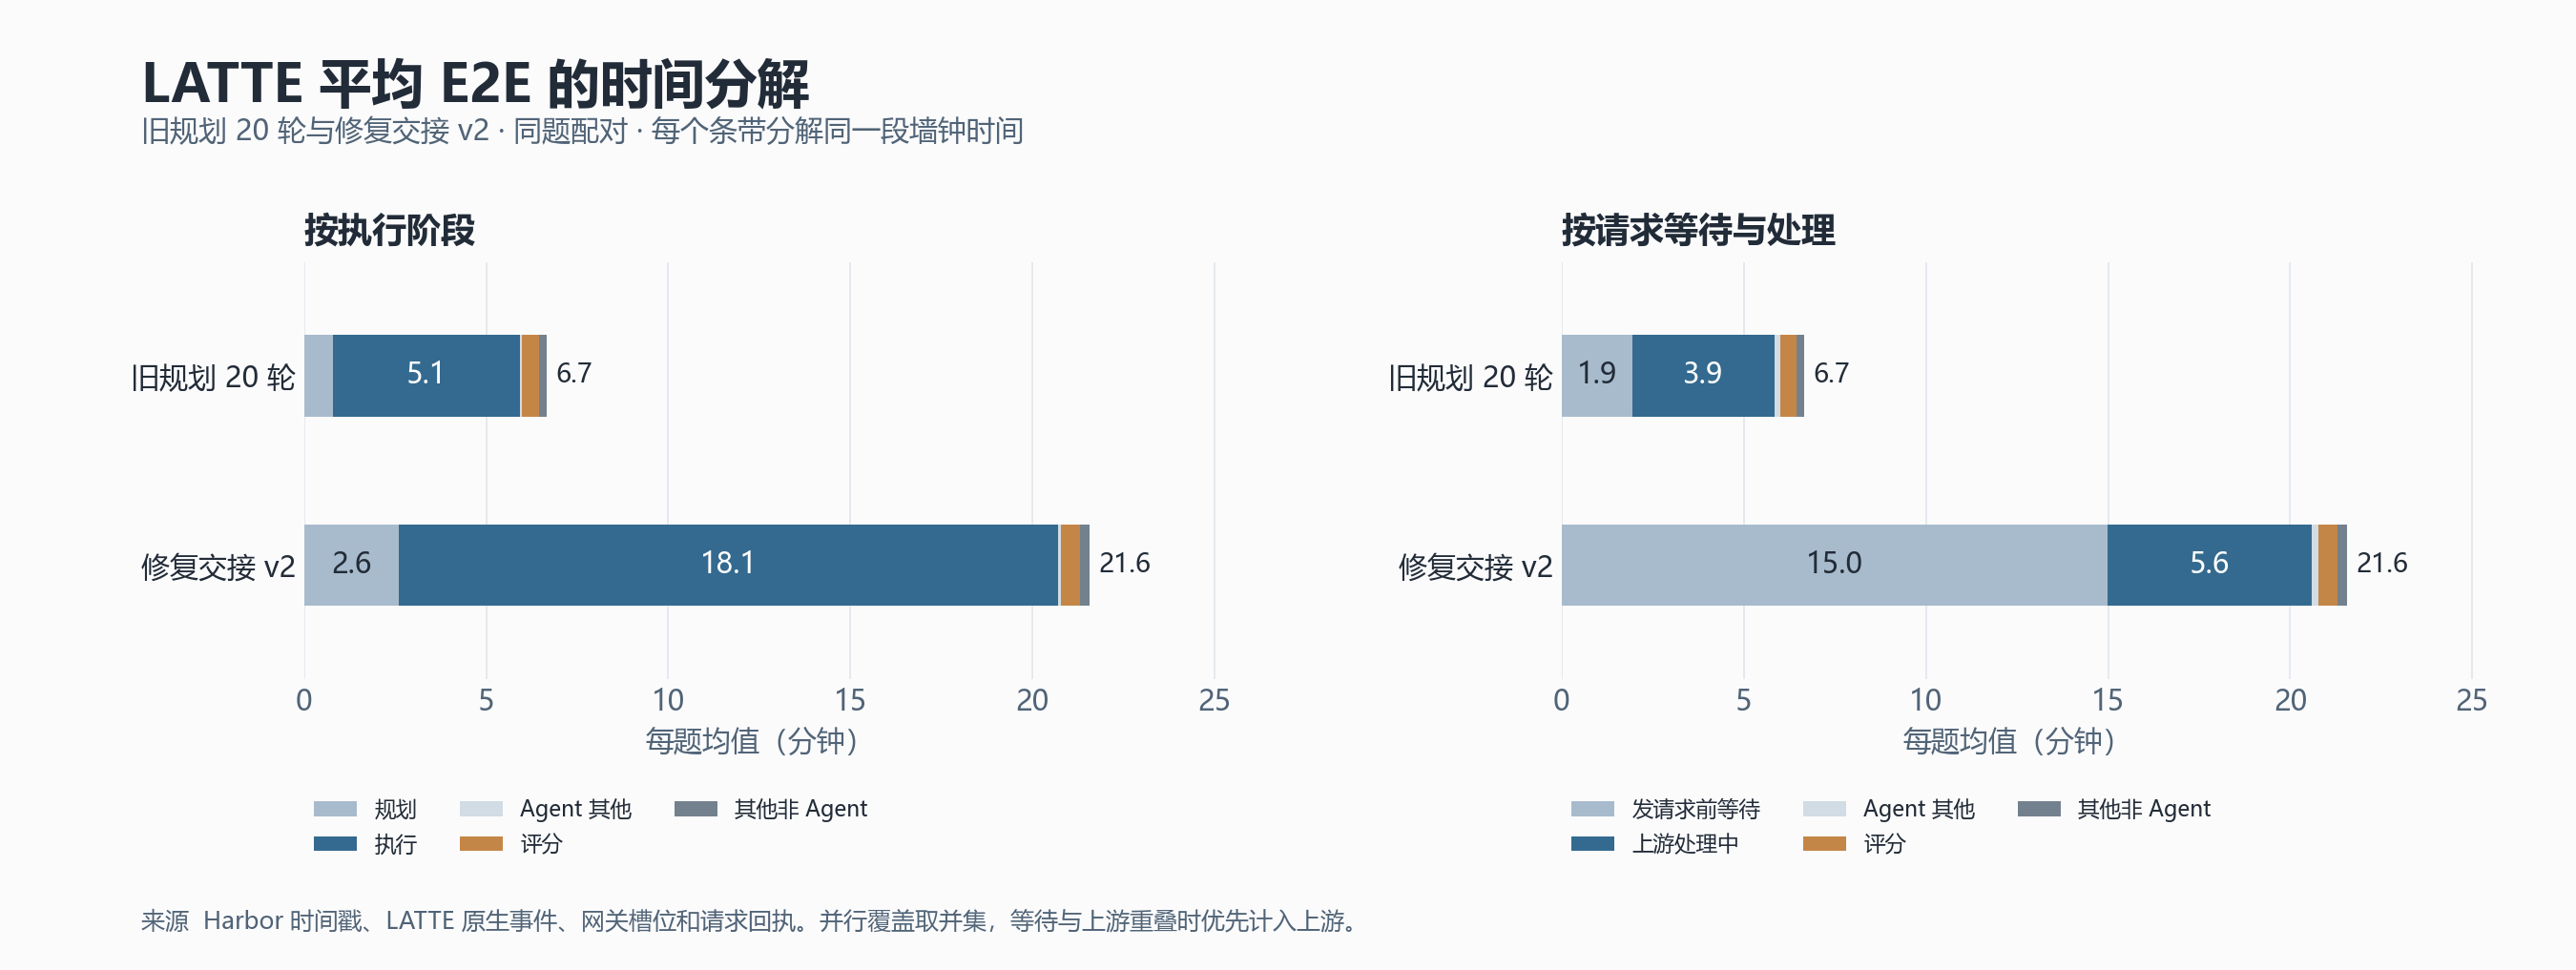 LATTE 平均 E2E 的时间分解
旧规划 20 轮与修复交接 v2 · 同题配对 · 每个条带分解同一段墙钟时间
按执行阶段
旧规划 20 轮
5.1
6.7
修复交接 v2
2.6
18.1
21.6
0 5 10 15 20 25
每题均值（分钟）
规划 Agent 其他 其他非 Agent
执行 评分
按请求等待与处理
旧规划 20 轮
1.9
3.9
6.7
修复交接 v2
15.0
5.6
21.6
0 5 10 15 20 25
每题均值（分钟）
发请求前等待 Agent 其他 其他非 Agent
上游处理中 评分
来源 Harbor 时间戳、LATTE 原生事件、网关槽位和请求回执。并行覆盖取并集，等待与上游重叠时优先计入上游。